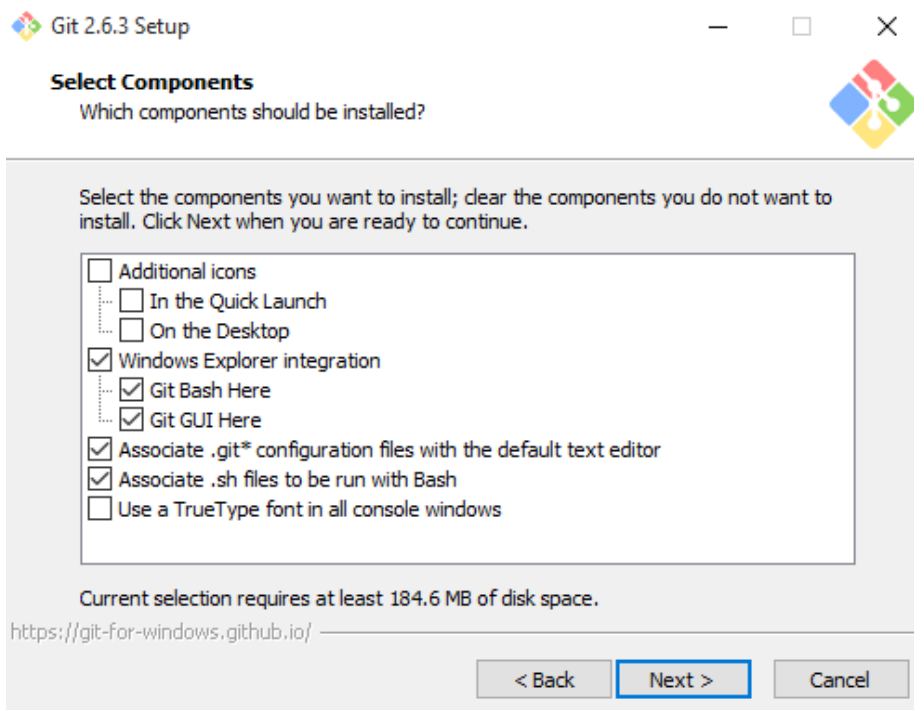 Git 2.6.3 Setup
Select Components
Which components should be installed?
Select the components you want to install; clear the components you do not want to
install. Click Next when you are ready to continue.
Additional icons
In the Quick Launch
On the Desktop
Windows Explorer integration
Git Bash Here
Git GUI Here
Associate .git* configuration files with the default text editor
Associate .sh files to be run with Bash
Use a TrueType font in all console windows
Current selection requires at least 184.6 MB of disk space.
https://git-for-windows.github.io/
< Back Next > Cancel